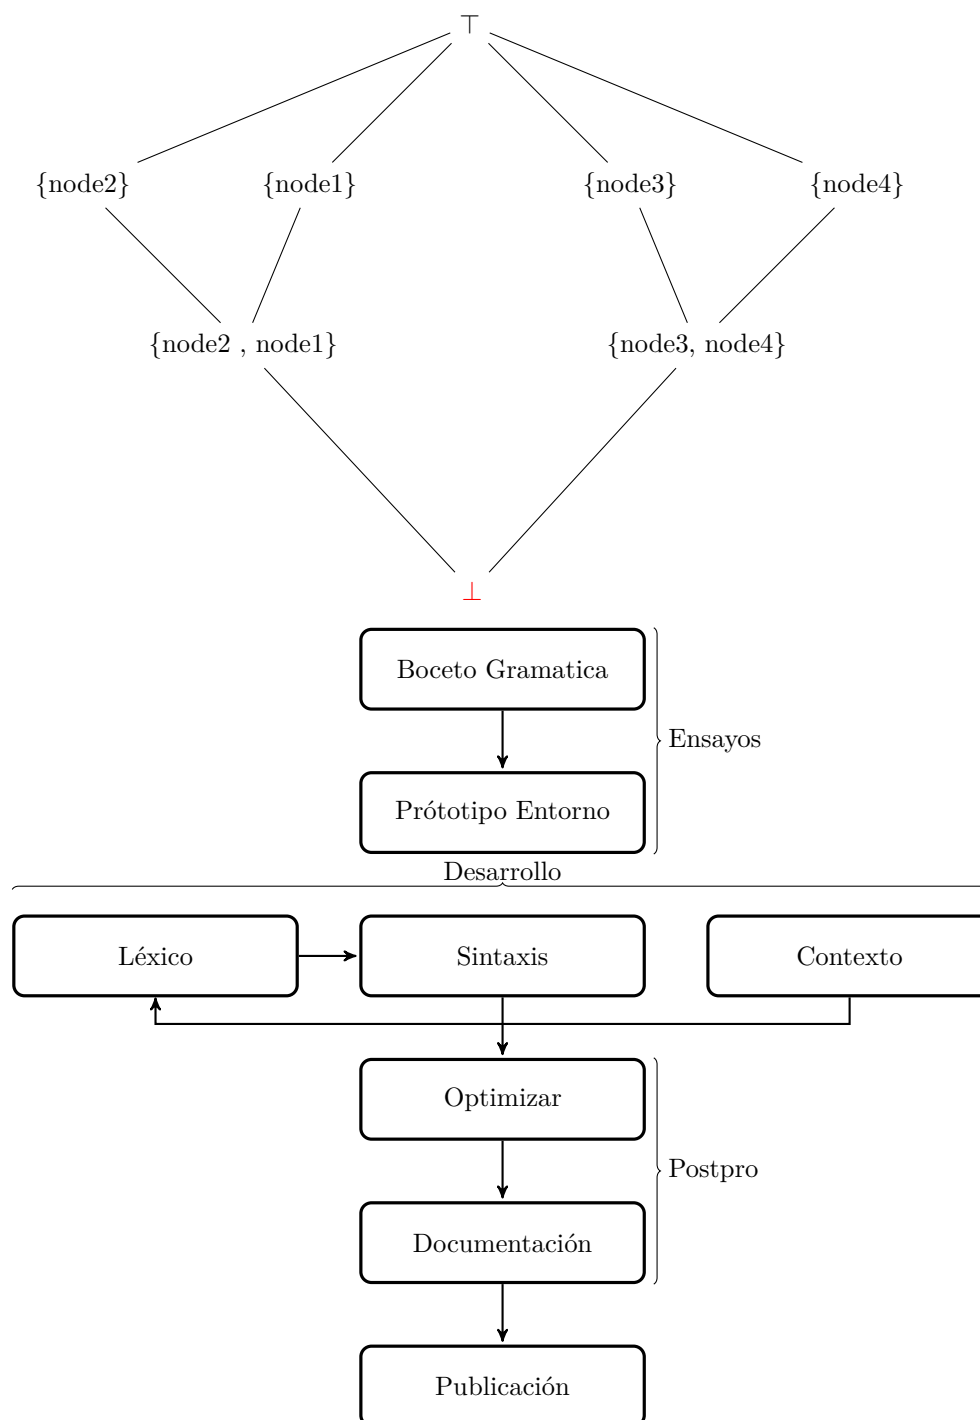 ⊤
{node2} {node1} {node3} {node4}
{node2 , node1} {node3, node4}
⊥
Boceto Gramatica
Ensayos
Prótotipo Entorno
Desarrollo
Léxico Sintaxis Contexto
Optimizar
Postpro
Documentación
Publicación